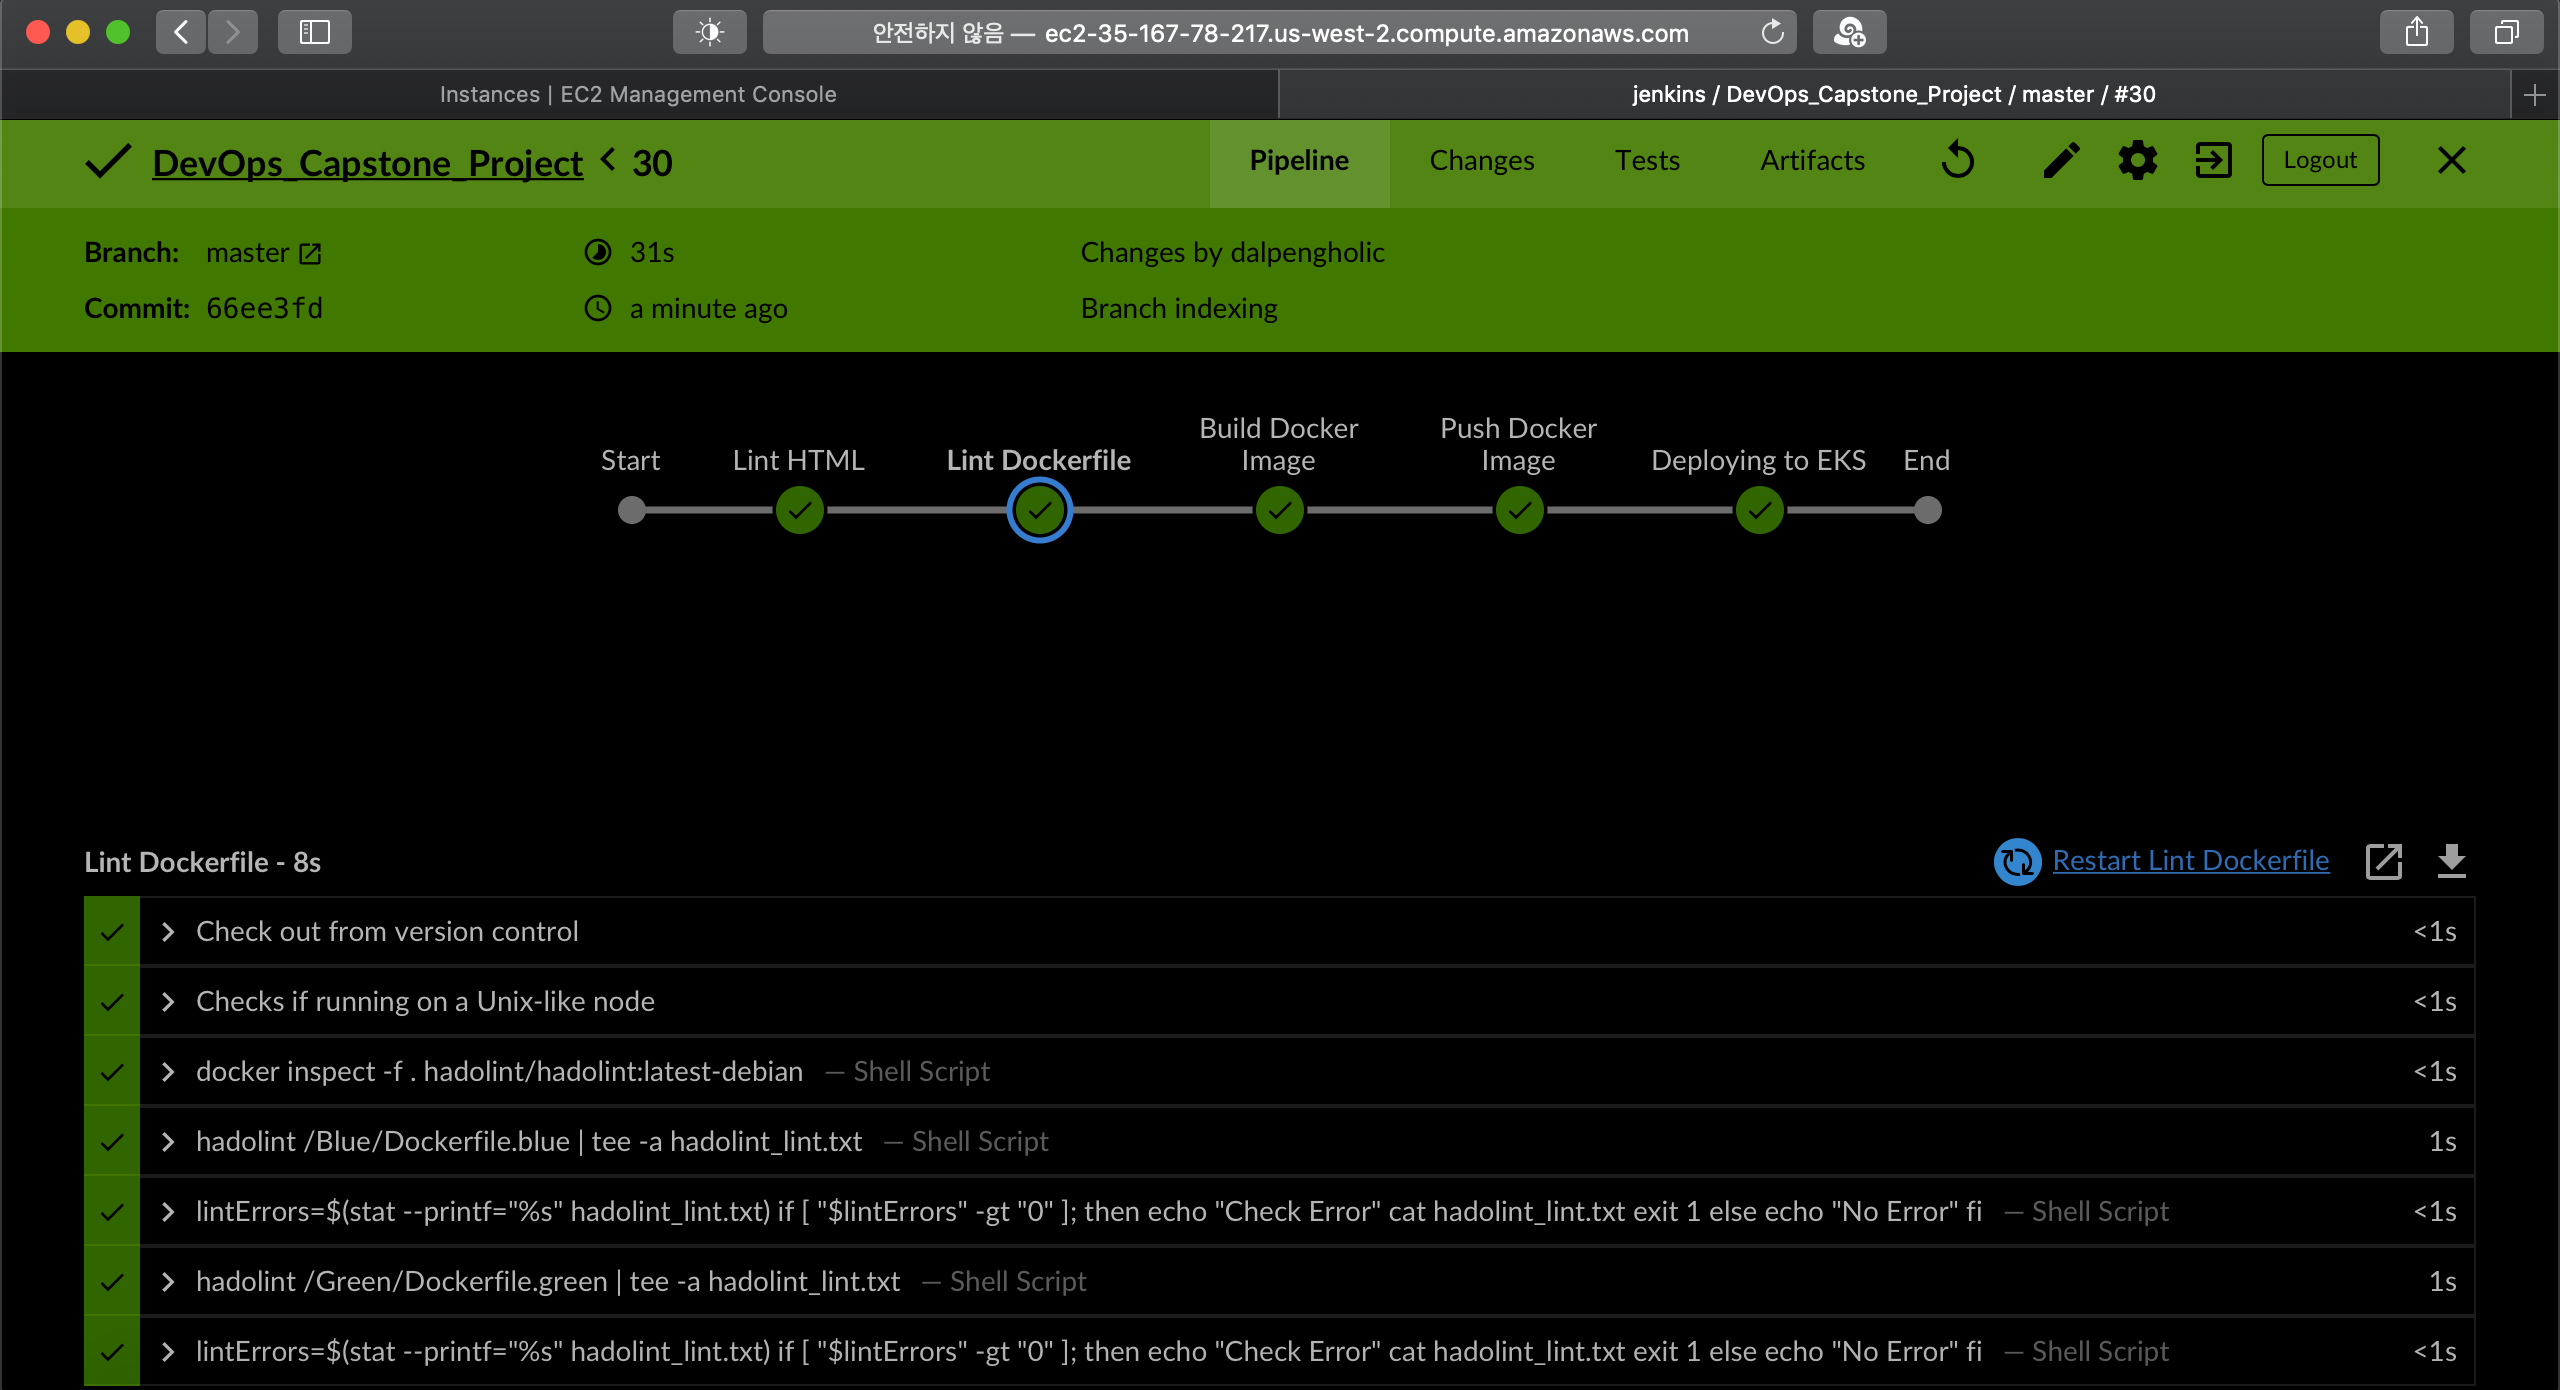 안전하지 않음 — ec2-35-167-78-217.us-west-2.compute.amazonaws.com
Instances | EC2 Management Console
jenkins / DevOps_Capstone_Project / master / #30
DevOps_Capstone_Project < 30
Pipeline Changes Tests Artifacts Logout
Branch: master 31s Changes by dalpengholic
Commit: 66ee3fd a minute ago Branch indexing
Start
Lint HTML
Lint Dockerfile
Build Docker
Image
Push Docker
Image
Deploying to EKS
End
Lint Dockerfile - 8s
Restart Lint Dockerfile
Check out from version control <1s
Checks if running on a Unix-like node <1s
docker inspect -f . hadolint/hadolint:latest-debian — Shell Script <1s
hadolint /Blue/Dockerfile.blue | tee -a hadolint_lint.txt — Shell Script 1s
lintErrors=$(stat --printf="%s" hadolint_lint.txt) if [ "$lintErrors" -gt "0" ]; then echo "Check Error" cat hadolint_lint.txt exit 1 else echo "No Error" fi — Shell Script <1s
hadolint /Green/Dockerfile.green | tee -a hadolint_lint.txt — Shell Script 1s
lintErrors=$(stat --printf="%s" hadolint_lint.txt) if [ "$lintErrors" -gt "0" ]; then echo "Check Error" cat hadolint_lint.txt exit 1 else echo "No Error" fi — Shell Script <1s